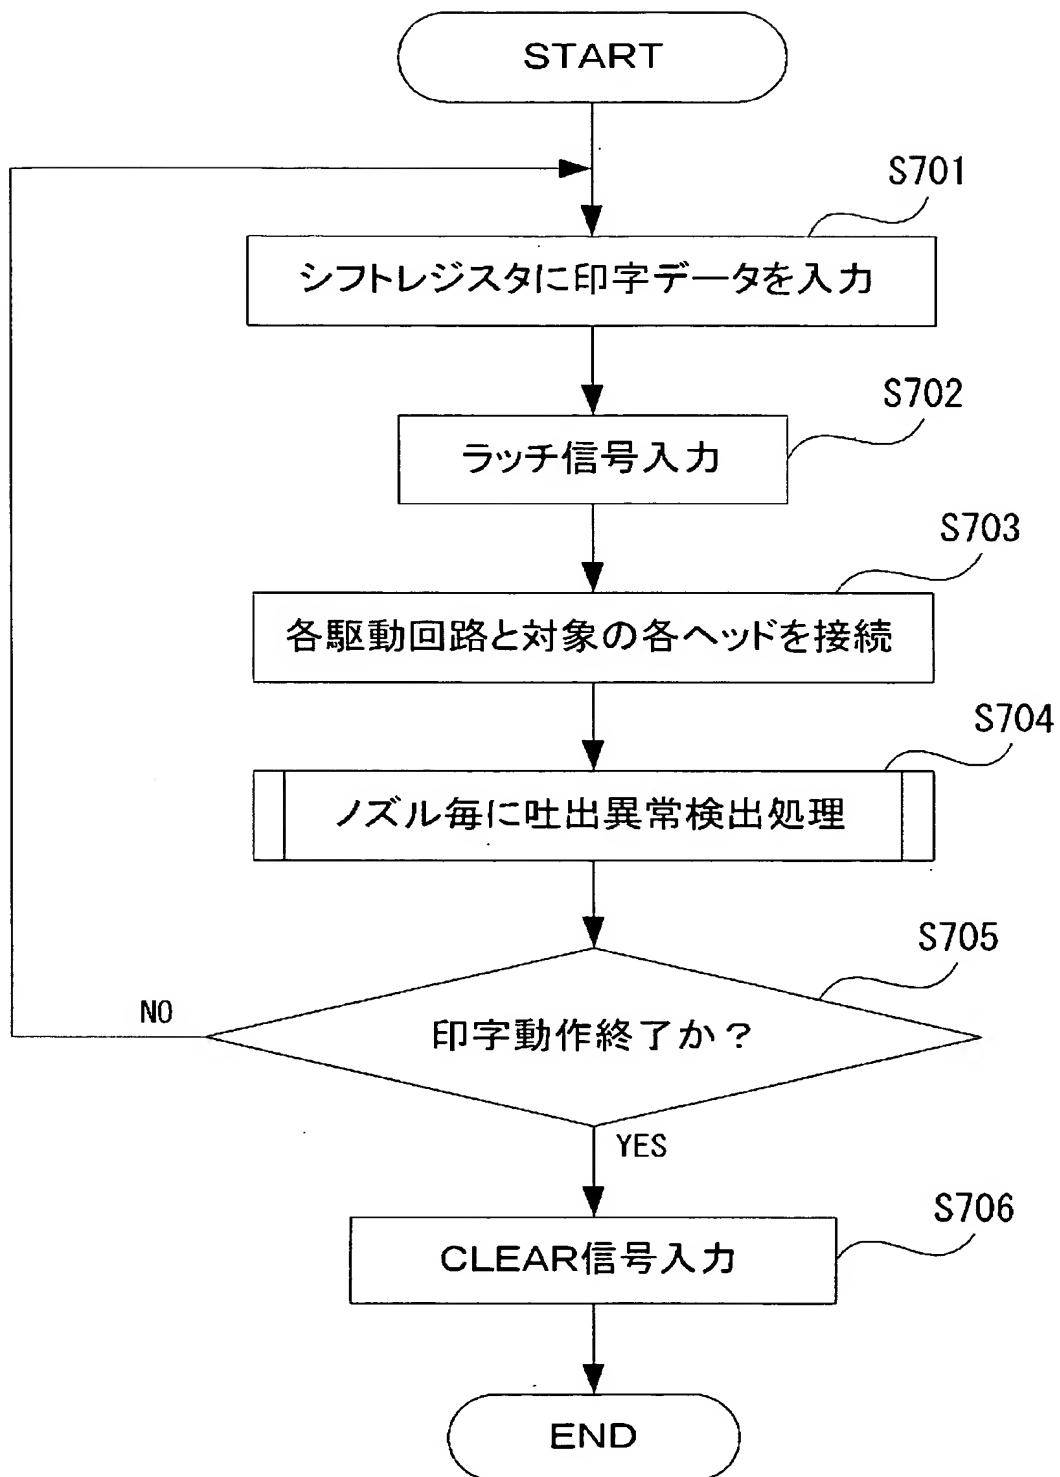 START
S701
シフトレジスタに印字データを入力
S702
ラッチ信号入力
S703
各駆動回路と対象の各ヘッドを接続
S704
ノズル毎に吐出異常検出処理
S705
NO
印字動作終了か？
YES
S706
CLEAR信号入力
END